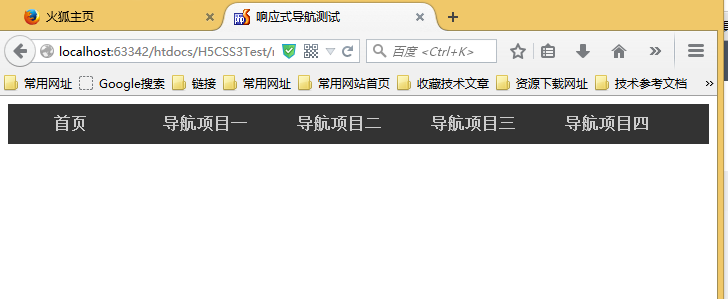 火狐主页
响应式导航测试
localhost:63342/htdocs/H5CSS3Test/
百度 <Ctrl+K>
常用网址 Google搜索 链接 常用网址 常用网站首页 收藏技术文章 资源下载网址 技术参考文档
首页 导航项目一 导航项目二 导航项目三 导航项目四